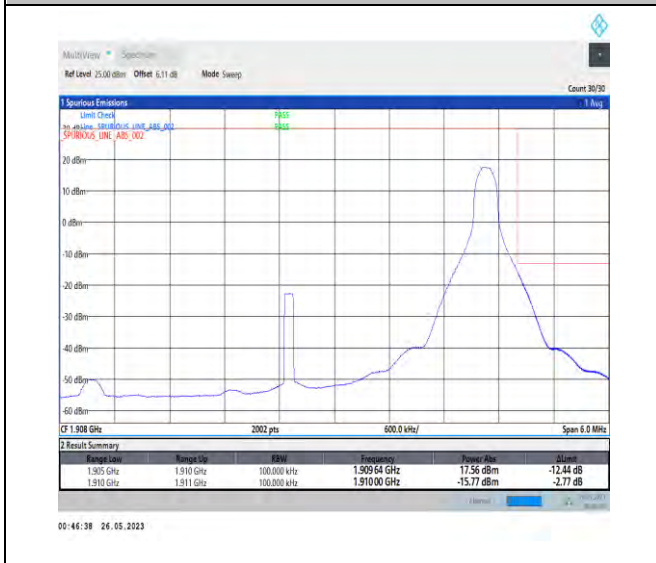 MultiView Spectrum
Ref Level 25.00 dBm Offset 6.11 dB Mode Sweep
Count 30/30
1 Spurious Emissions 1 Avg
Limit Check PASS
Line _SPURIOUS_LINE_ABS_002 PASS
_SPURIOUS_LINE_ABS_002
20 dBm
10 dBm
0 dBm
-10 dBm
-20 dBm
-30 dBm
-40 dBm
-50 dBm
-60 dBm
CF 1.908 GHz 2002 pts 600.0 kHz/ Span 6.0 MHz
2 Result Summary
Range Low Range Up RBW Frequency Power Abs ΔLimit
1.905 GHz 1.910 GHz 100.000 kHz 1.909 64 GHz 17.56 dBm -12.44 dB
1.910 GHz 1.911 GHz 100.000 kHz 1.910 00 GHz -15.77 dBm -2.77 dB
00:46:38 26.05.2023